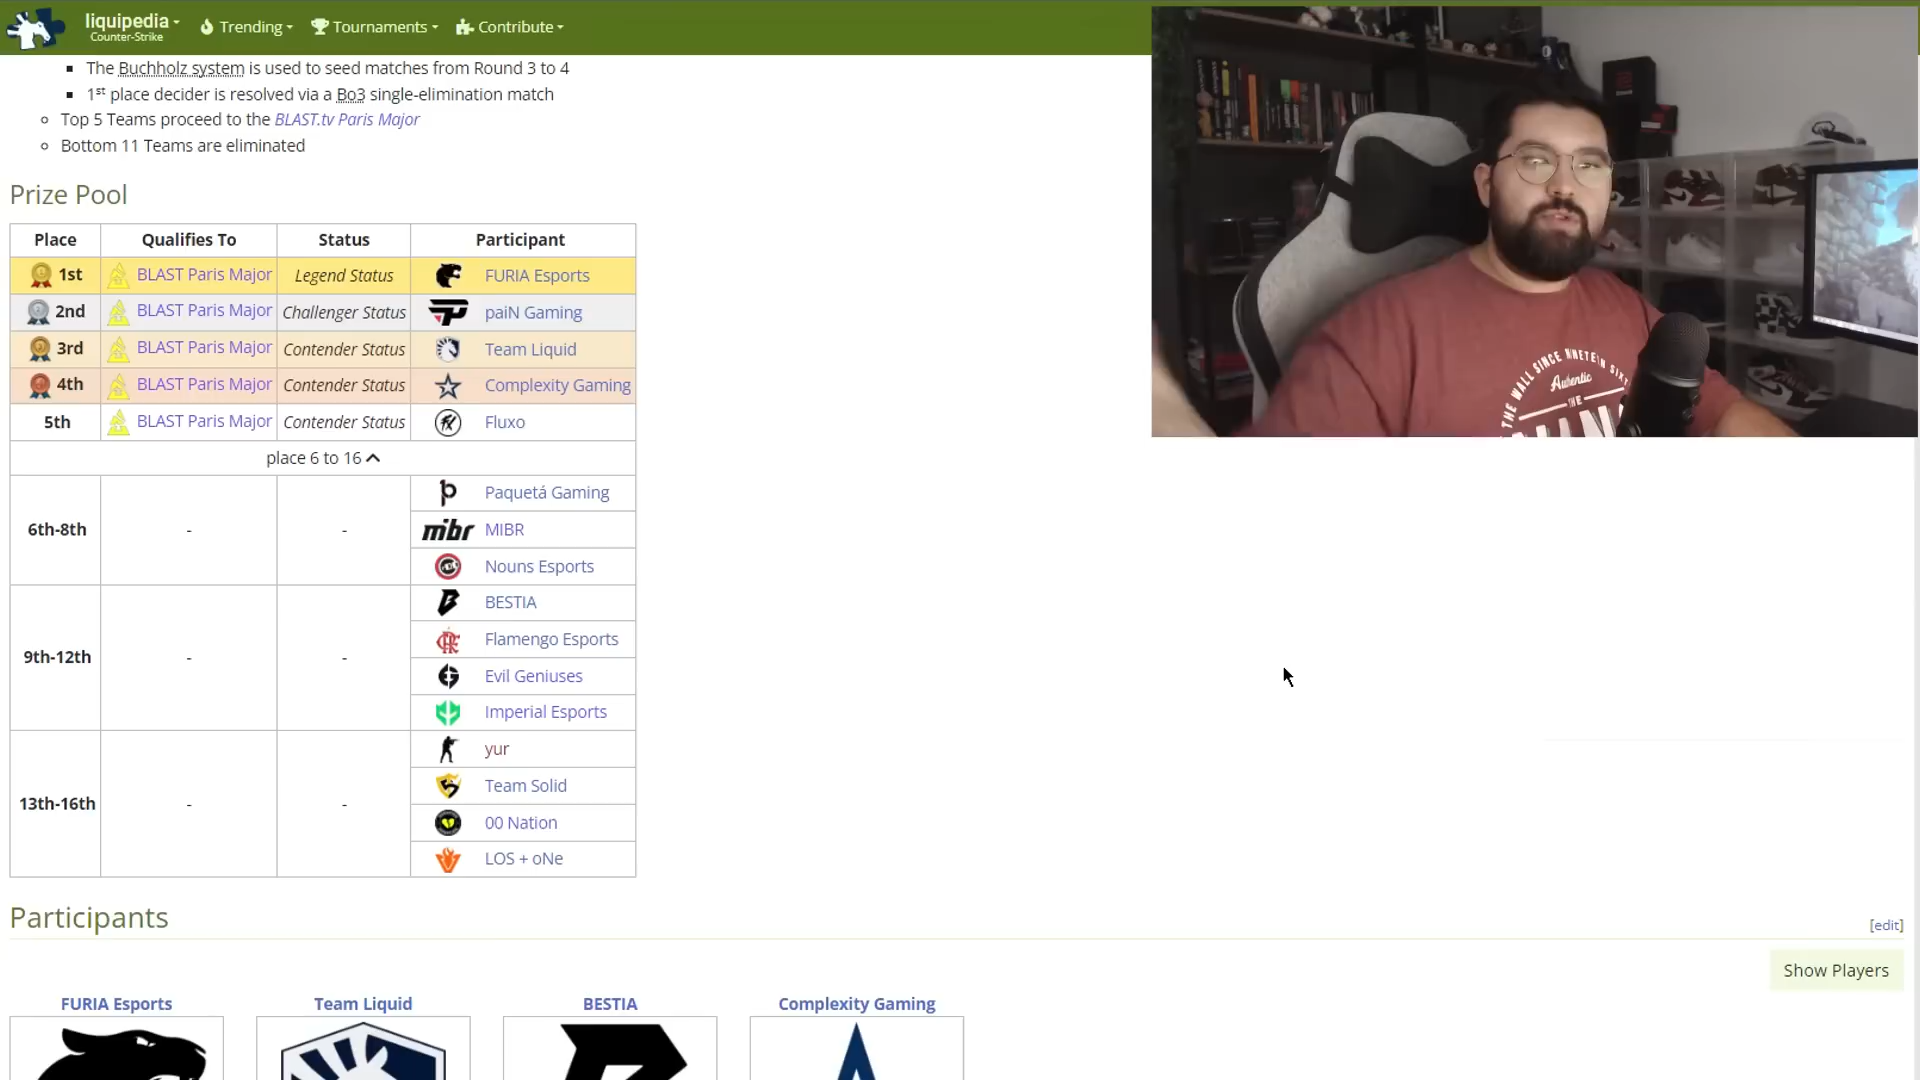 liquipedia
Counter-Strike
Trending
Tournaments
Contribute
The Buchholz system is used to seed matches from Round 3 to 4
1st place decider is resolved via a Bo3 single-elimination match
Top 5 Teams proceed to the BLAST.tv Paris Major
Bottom 11 Teams are eliminated
Prize Pool
Place Qualifies To Status Participant
1st BLAST Paris Major Legend Status FURIA Esports
2nd BLAST Paris Major Challenger Status paiN Gaming
3rd BLAST Paris Major Contender Status Team Liquid
4th BLAST Paris Major Contender Status Complexity Gaming
5th BLAST Paris Major Contender Status Fluxo
place 6 to 16
6th-8th - - Paquetá Gaming
mibr MIBR
Nouns Esports
9th-12th - - BESTIA
Flamengo Esports
Evil Geniuses
Imperial Esports
13th-16th - - yur
Team Solid
00 Nation
LOS + oNe
Participants
[edit]
Show Players
FURIA Esports Team Liquid BESTIA Complexity Gaming
THE WALL SINCE
Authentic
THE